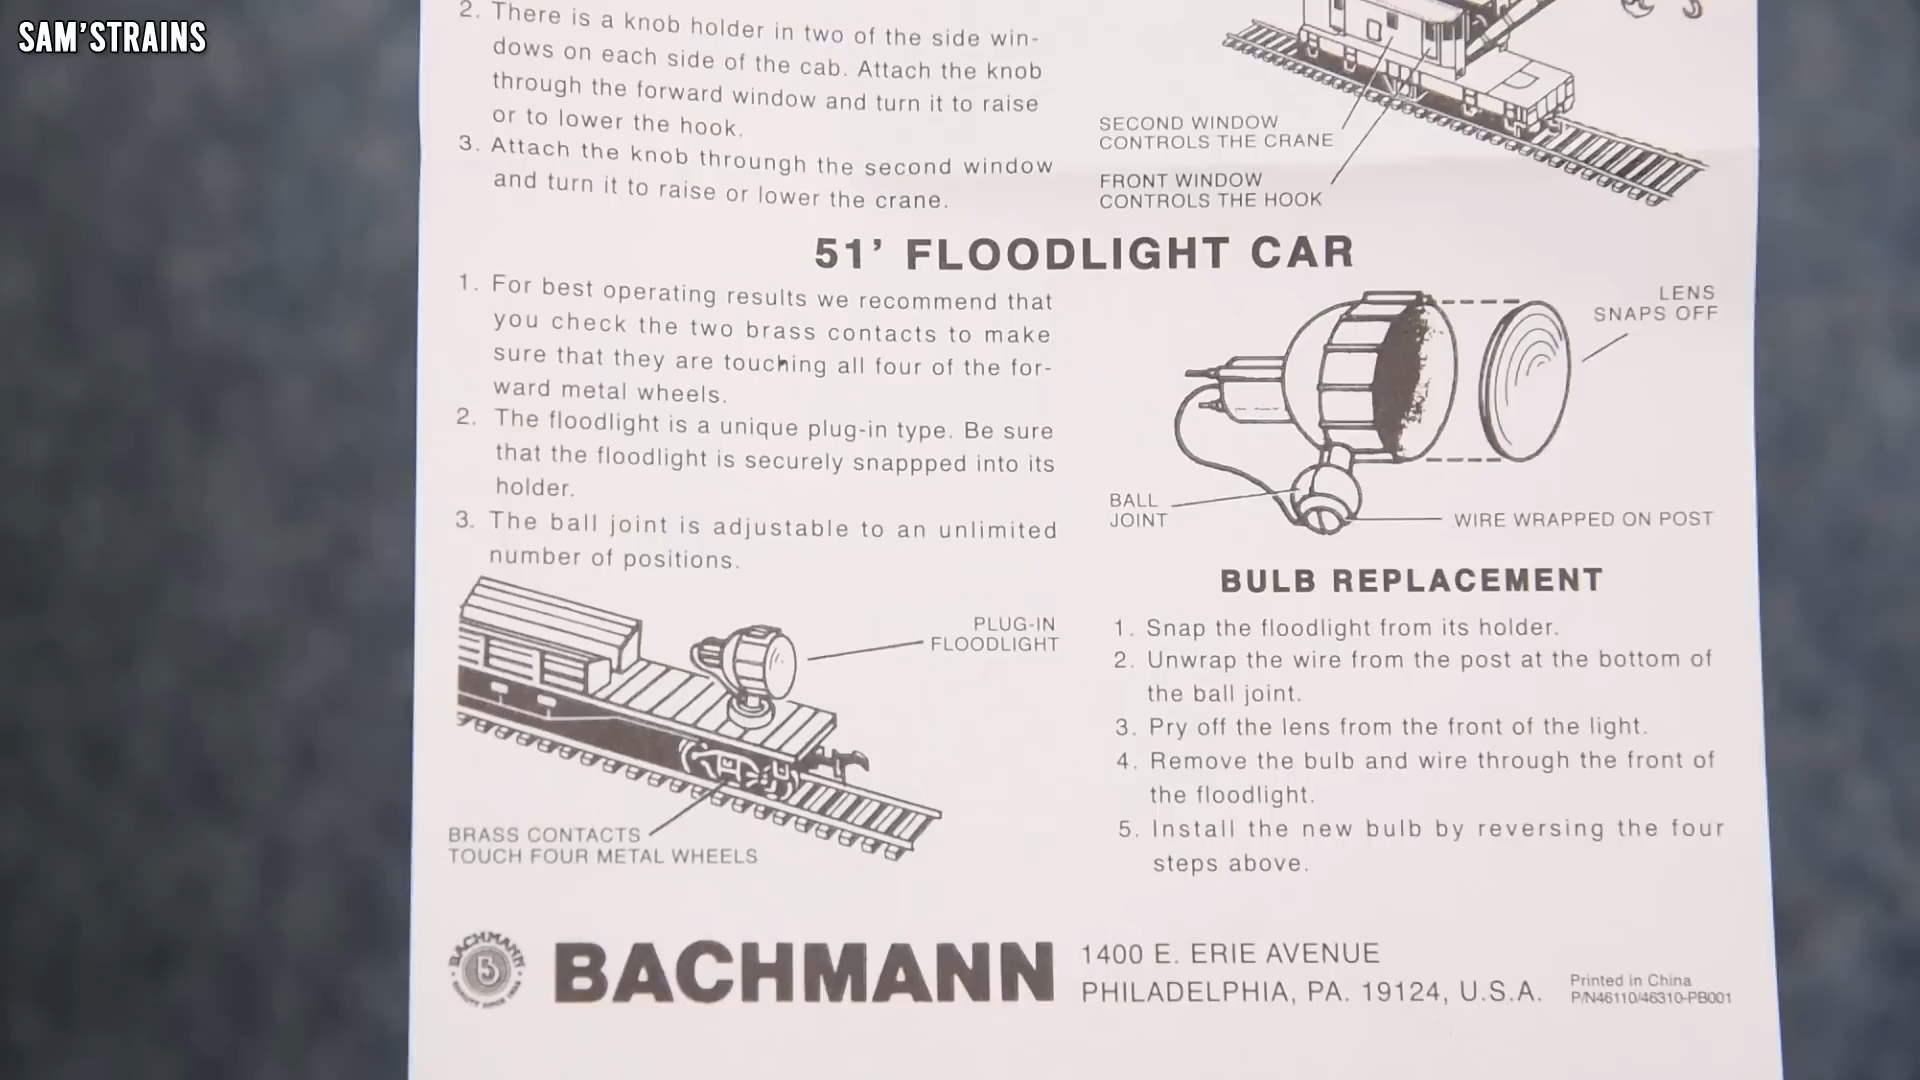 SAM'STRAINS
2. There is a knob holder in two of the side win-
dows on each side of the cab. Attach the knob
through the forward window and turn it to raise
or to lower the hook.
3. Attach the knob throungh the second window
and turn it to raise or lower the crane.
SECOND WINDOW
CONTROLS THE CRANE
FRONT WINDOW
CONTROLS THE HOOK
51' FLOODLIGHT CAR
1. For best operating results we recommend that
you check the two brass contacts to make
sure that they are touching all four of the for-
ward metal wheels.
2. The floodlight is a unique plug-in type. Be sure
that the floodlight is securely snappped into its
holder.
3. The ball joint is adjustable to an unlimited
number of positions.
PLUG-IN
FLOODLIGHT
BRASS CONTACTS
TOUCH FOUR METAL WHEELS
LENS
SNAPS OFF
BALL
JOINT
WIRE WRAPPED ON POST
BULB REPLACEMENT
1. Snap the floodlight from its holder.
2. Unwrap the wire from the post at the bottom of
the ball joint.
3. Pry off the lens from the front of the light.
4. Remove the bulb and wire through the front of
the floodlight.
5. Install the new bulb by reversing the four
steps above.
BACHMANN
B
BACHMANN
1400 E. ERIE AVENUE
PHILADELPHIA, PA. 19124, U.S.A.
Printed in China
P/N46110/46310-PB001